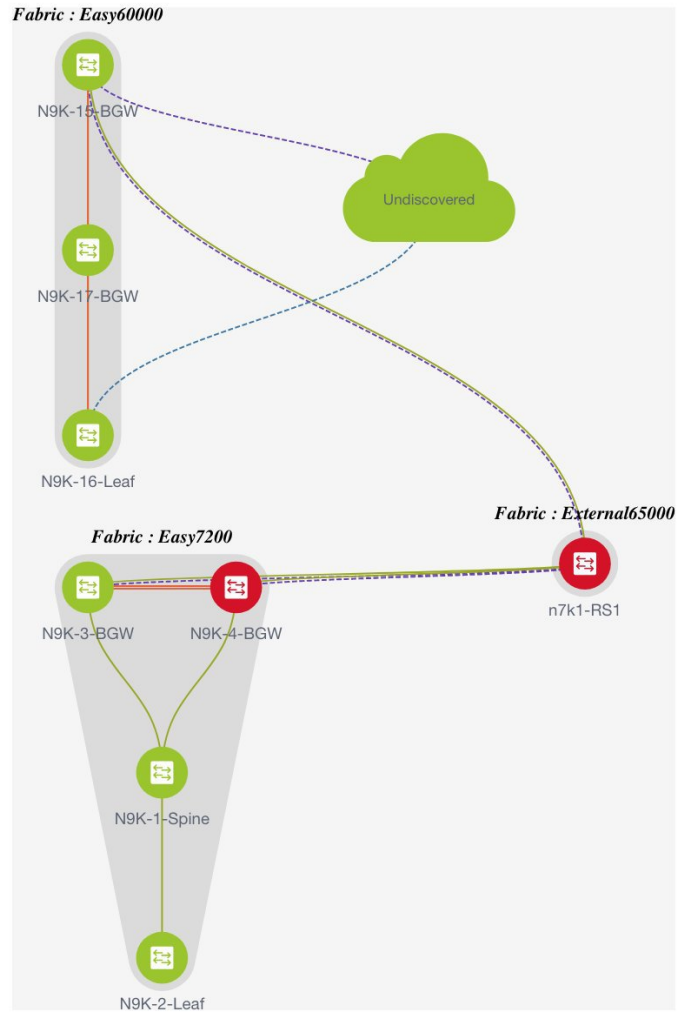 Fabric : Easy60000
N9K-15-BGW
Undiscovered
N9K-17-BGW
N9K-16-Leaf
Fabric : External65000
Fabric : Easy7200
n7k1-RS1
N9K-3-BGW
N9K-4-BGW
N9K-1-Spine
N9K-2-Leaf